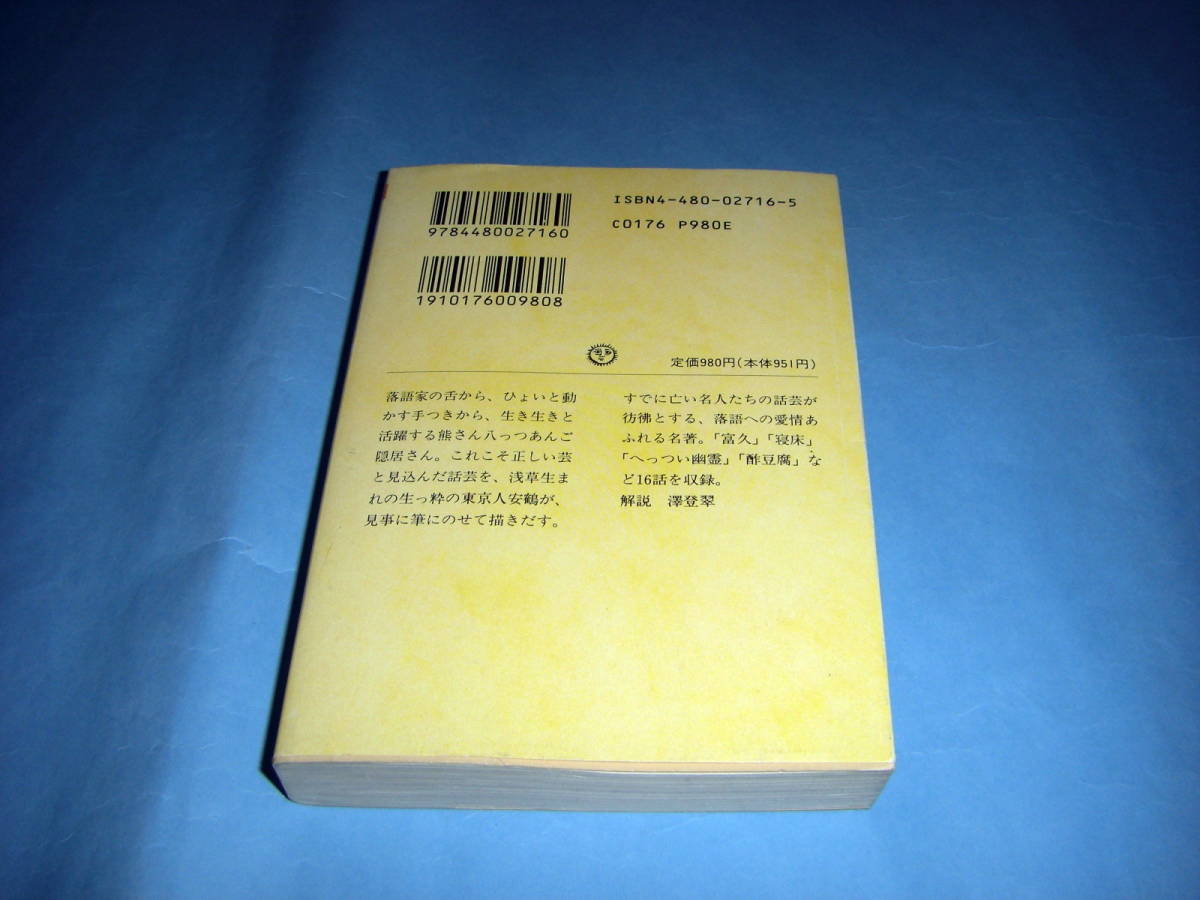 9784480027160
ISBN4-480-02716-5
C0176 P980E
1910176009808
定価980円(本体951円)
落語家の舌から、ひょいと動
かす手つきから、生き生きと
活躍する熊さん八っつあんご
隠居さん。これこそ正しい芸
と見込んだ話芸を、浅草生ま
れの生っ粋の東京人安鶴が、
見事に筆にのせて描きだす。
すでに亡い名人たちの話芸が
彷彿とする、落語への愛情あ
ふれる名著。「富久」「寝床」
「へっつい幽霊」「酢豆腐」な
ど16話を収録。
解説　澤登翠